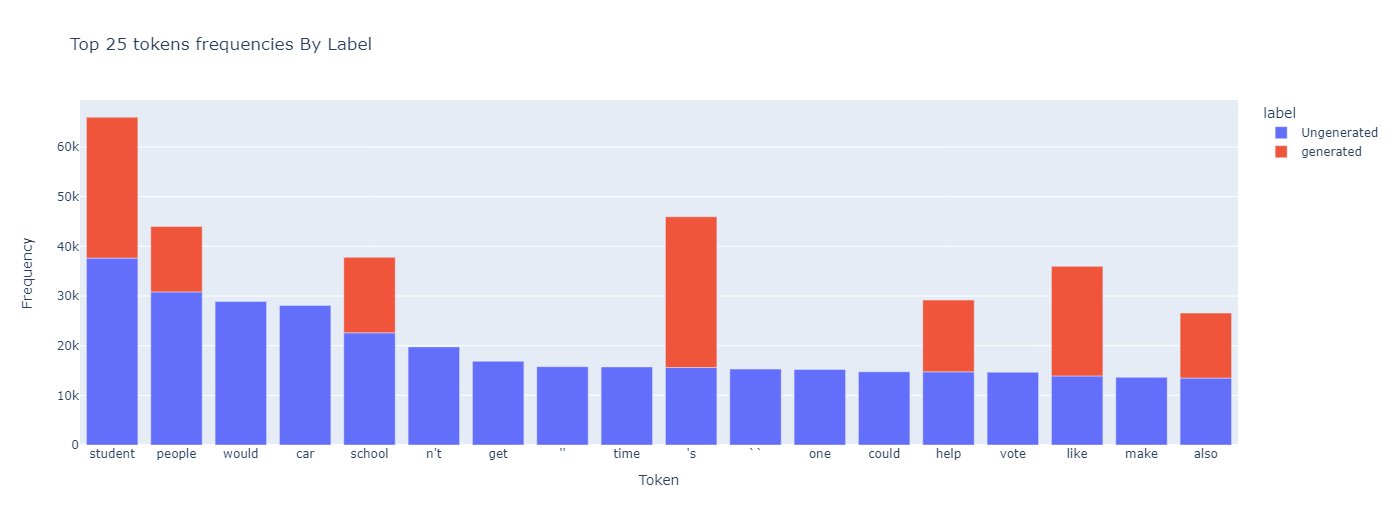 Top 25 tokens frequencies By Label
label
Ungenerated
generated
Frequency
60k
50k
40k
30k
20k
10k
0
student people would car school n't get '' time 's `` one could help vote like make also
Token